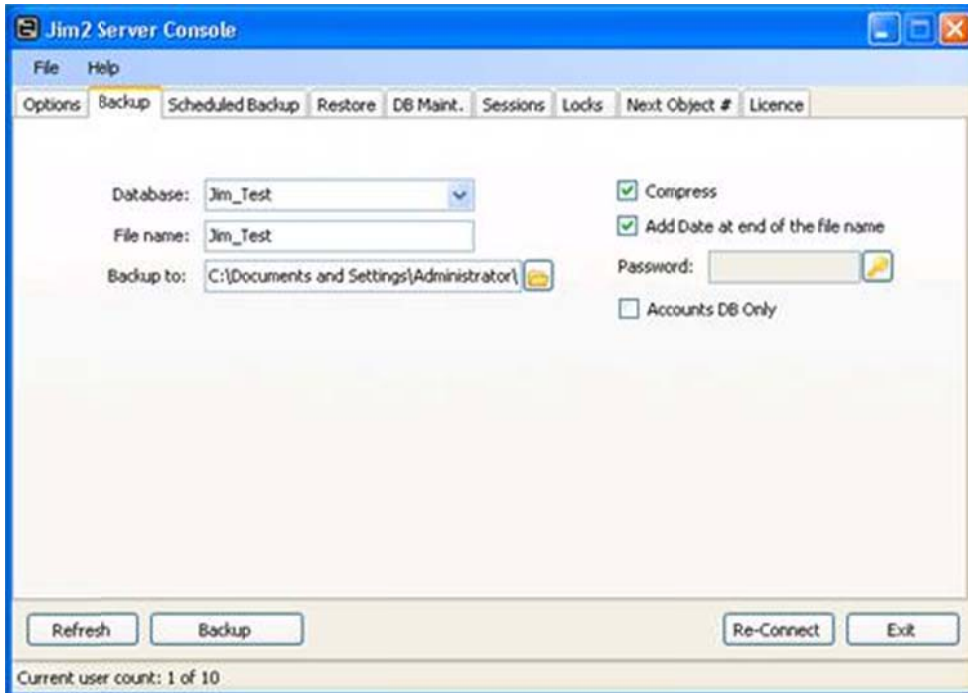 Jim2 Server Console
File Help
Options Backup Scheduled Backup Restore DB Maint. Sessions Locks Next Object # Licence
Database: Jim_Test
Compress
File name: Jim_Test
Add Date at end of the file name
Backup to: C:\Documents and Settings\Administrator\
Password:
Accounts DB Only
Refresh Backup Re-Connect Exit
Current user count: 1 of 10